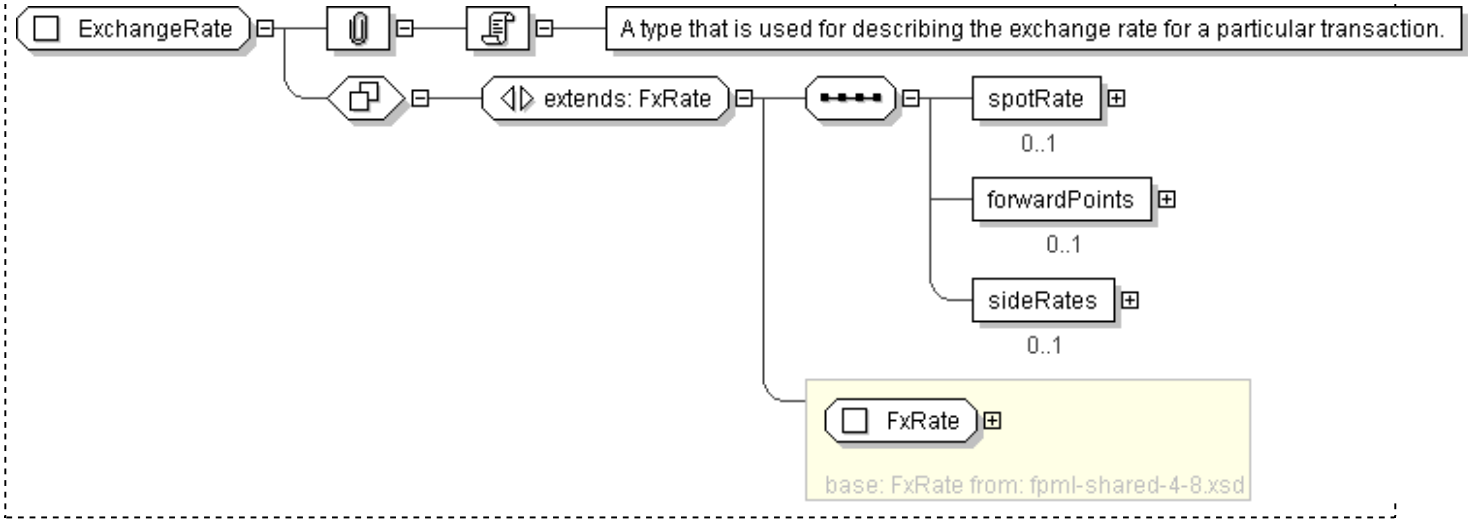 ExchangeRate
A type that is used for describing the exchange rate for a particular transaction.
extends: FxRate
spotRate
0..1
forwardPoints
0..1
sideRates
0..1
FxRate
base: FxRate from: fpml-shared-4-8.xsd